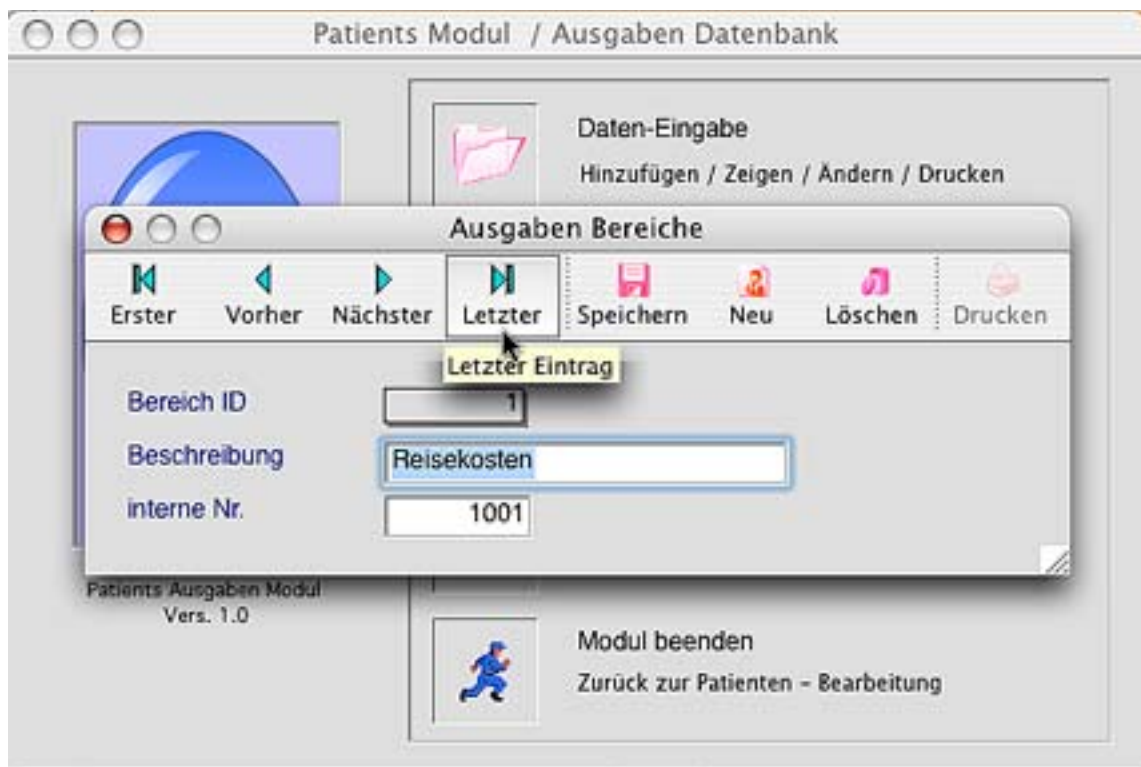 Patients Modul / Ausgaben Datenbank
Daten-Eingabe
Hinzufügen / Zeigen / Ändern / Drucken
Ausgaben Bereiche
Erster Vorher Nächster Letzter Speichern Neu Löschen Drucken
Letzter Eintrag
Bereich ID 1
Beschreibung Reisekosten
interne Nr. 1001
Patients Ausgaben Modul
Vers. 1.0
Modul beenden
Zurück zur Patienten - Bearbeitung